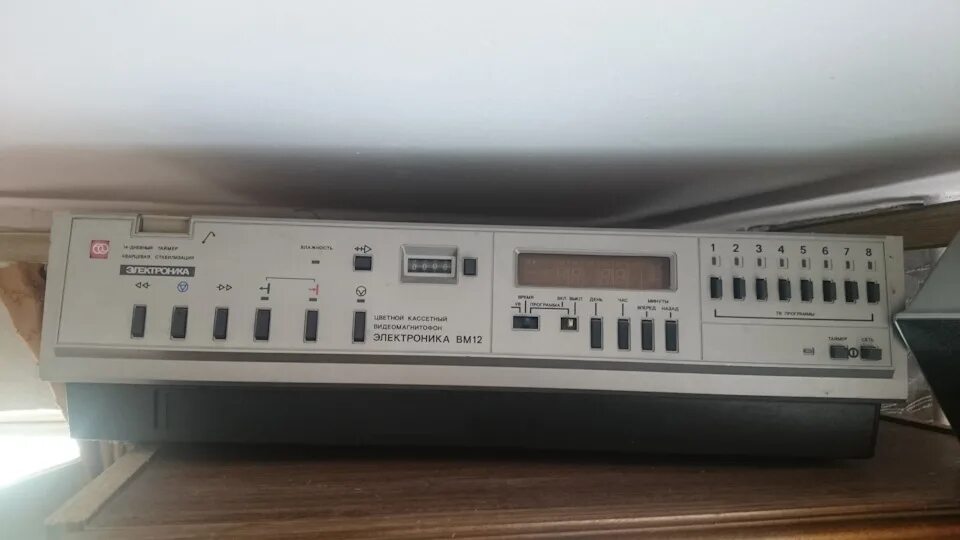 14-ДНЕВНЫЙ ТАЙМЕР
КВАРЦЕВАЯ СТАБИЛИЗАЦИЯ
ЭЛЕКТРОНИКА
ВЛАЖНОСТЬ
ЦВЕТНОЙ КАССЕТНЫЙ
ВИДЕОМАГНИТОФОН
ЭЛЕКТРОНИКА ВМ12
ВРЕМЯ
ПРОГРАММА
ВКЛ. ВЫКЛ.
ДЕНЬ
ЧАС
МИНУТЫ
ВПЕРЕД НАЗАД
1 2 3 4 5 6 7 8
ТВ ПРОГРАММЫ
ТАЙМЕР
СЕТЬ